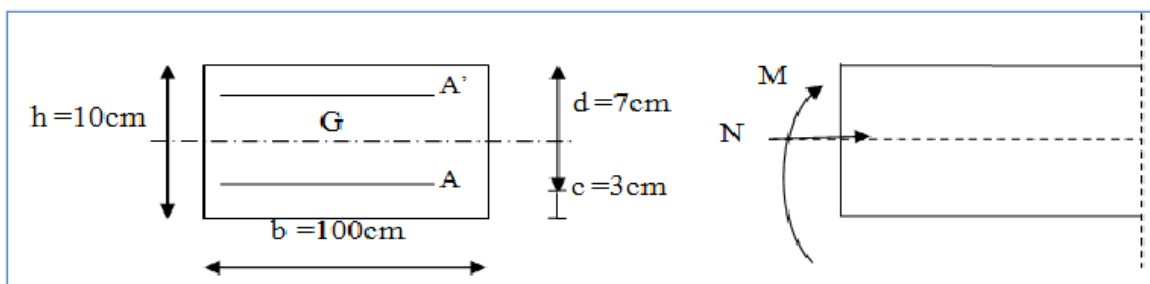 h =10cm
A’
G
A
b =100cm
d =7cm
c =3cm
M
N